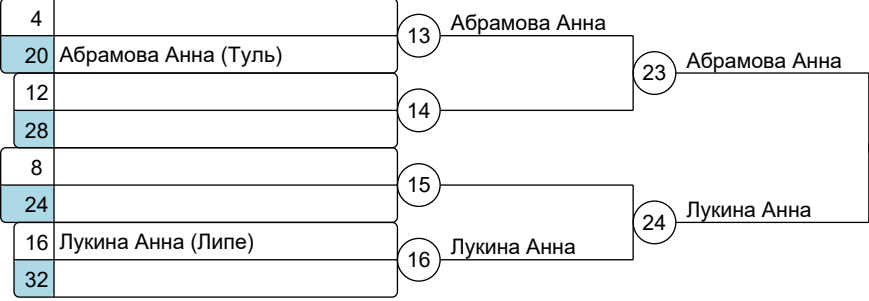 4
20 Абрамова Анна (Туль)
12
28
8
24
16 Лукина Анна (Липе)
32
13 Абрамова Анна
14
15
16 Лукина Анна
23 Абрамова Анна
24 Лукина Анна